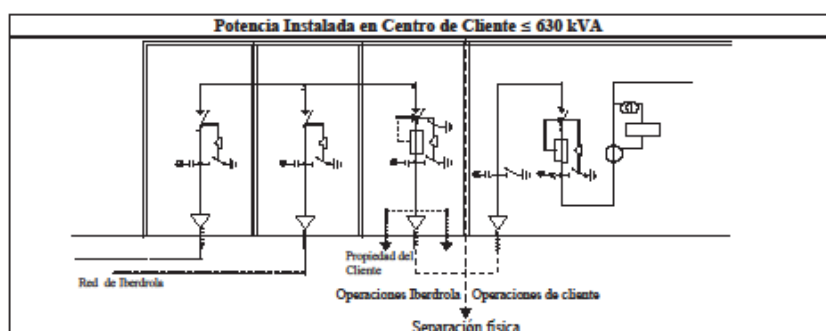 Potencia Instalada en Centro de Cliente ≤ 630 kVA
Propiedad del
Cliente
Red de Iberdrola
Operaciones Iberdrola
Operaciones de cliente
Separación física